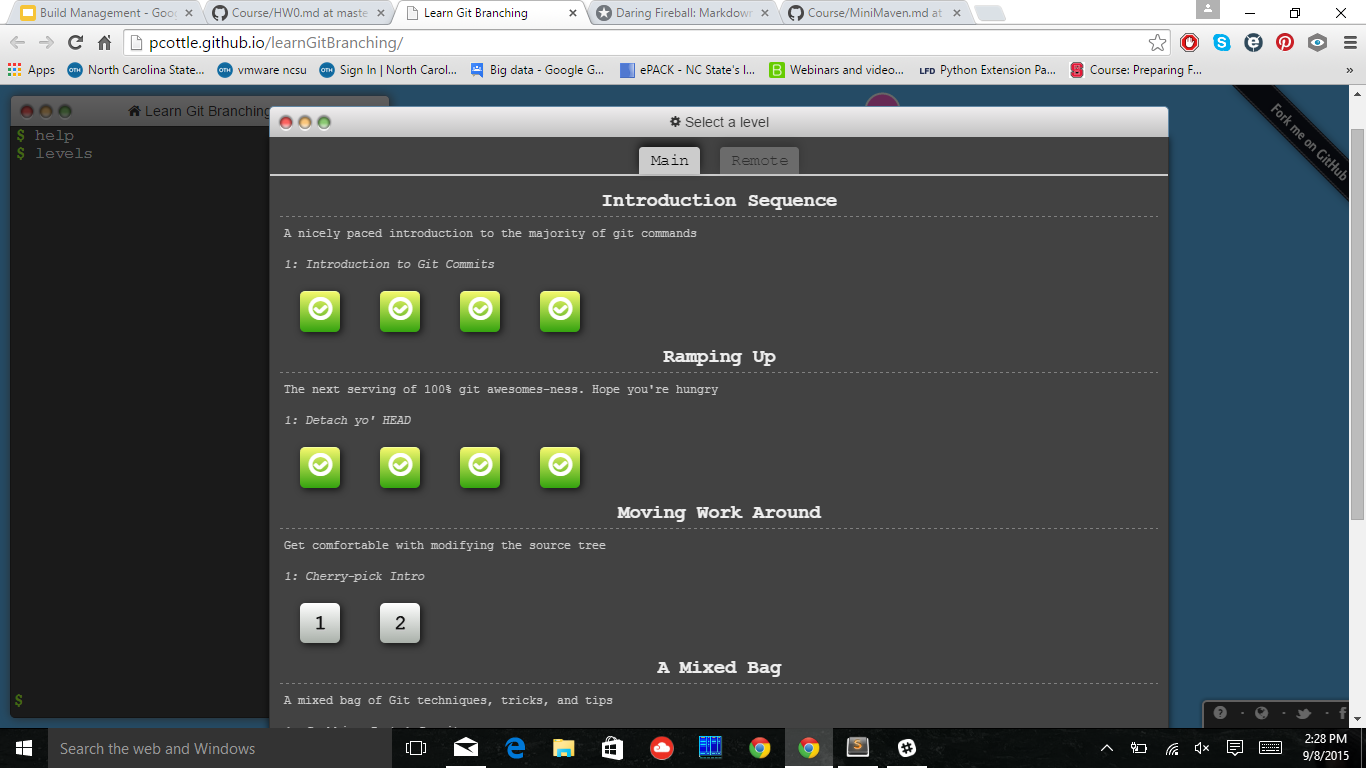 Build Management - Goo
Course/HW0.md at maste
Learn Git Branching
Daring Fireball: Markdown
Course/MiniMaven.md at
pcottle.github.io/learnGitBranching/
Apps
North Carolina State...
vmware ncsu
Sign In | North Carol...
Big data - Google G...
ePACK - NC State's I...
Webinars and video...
LFD Python Extension Pa...
Course: Preparing F...
»
Learn Git Branching
$ help
$ levels
$
Select a level
Fork me on GitHub
Main
Remote
Introduction Sequence
A nicely paced introduction to the majority of git commands
1: Introduction to Git Commits
Ramping Up
The next serving of 100% git awesomes-ness. Hope you're hungry
1: Detach yo' HEAD
Moving Work Around
Get comfortable with modifying the source tree
1: Cherry-pick Intro
1
2
A Mixed Bag
A mixed bag of Git techniques, tricks, and tips
Search the web and Windows
2:28 PM
9/8/2015